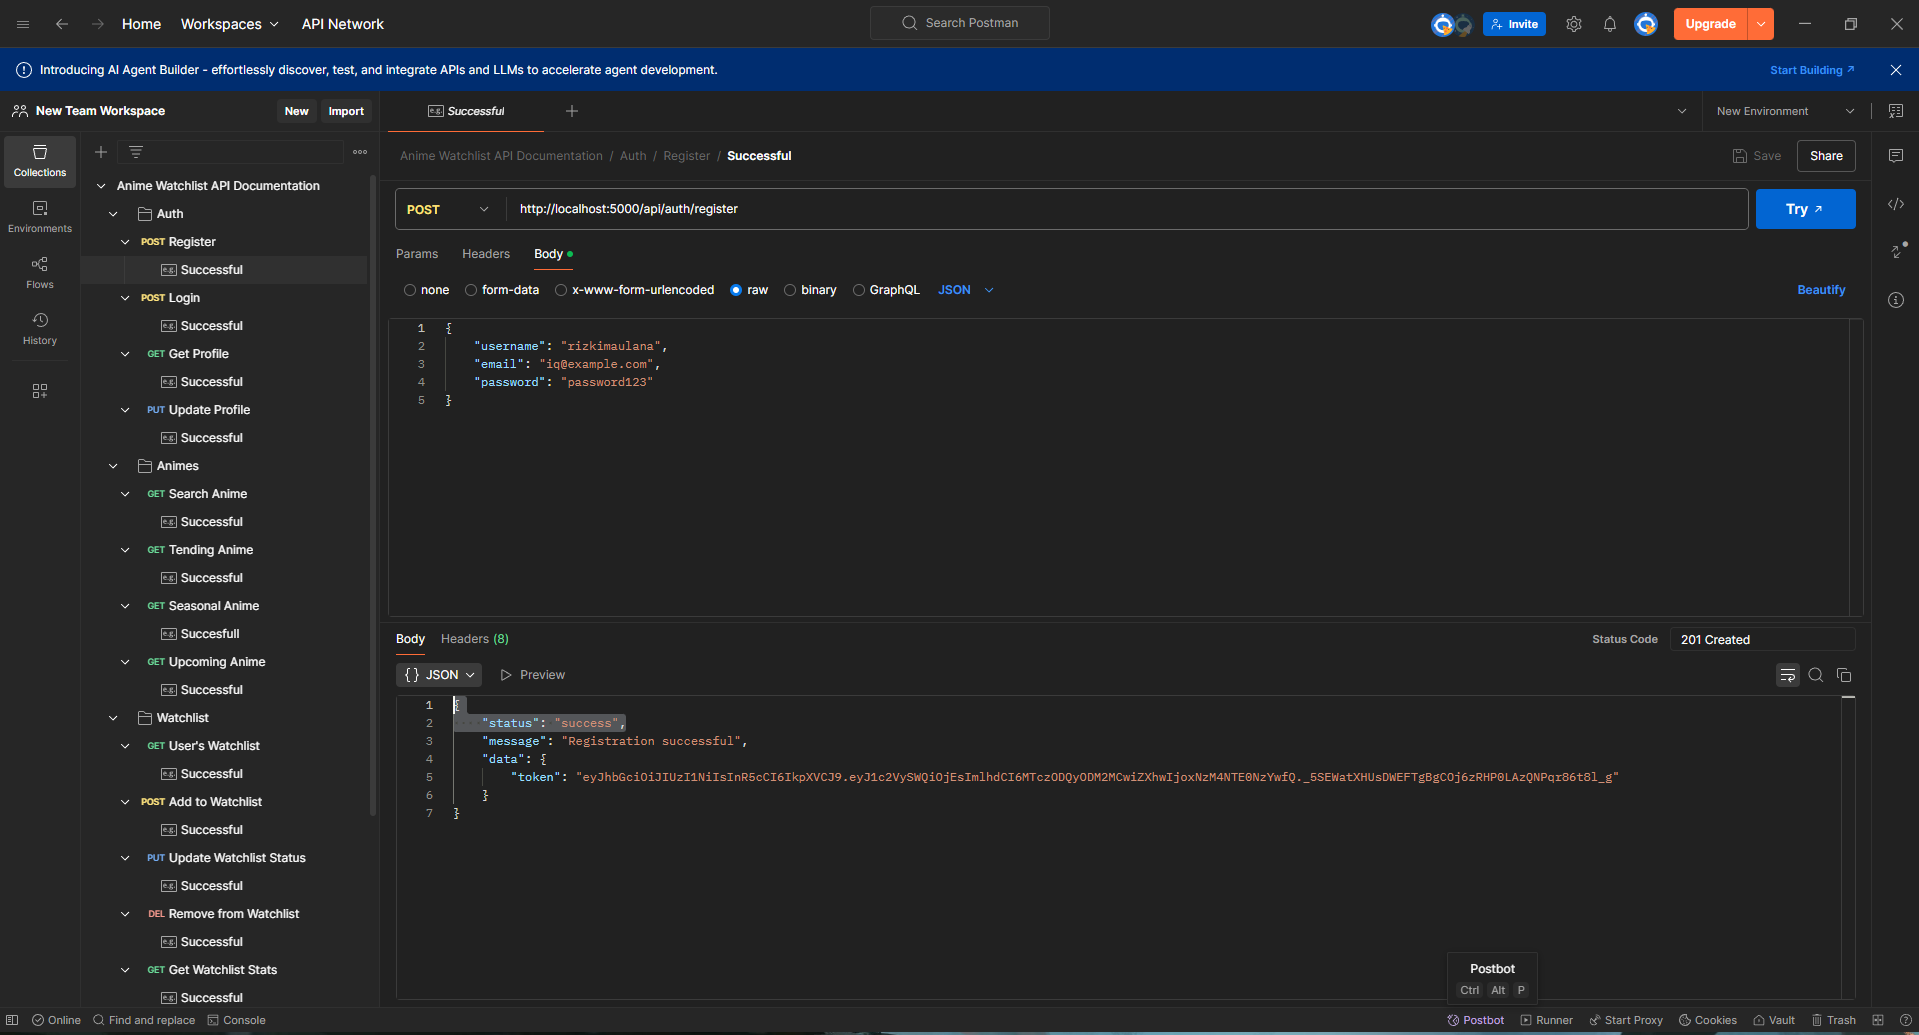 Home Workspaces API Network Search Postman Invite Upgrade
Introducing AI Agent Builder - effortlessly discover, test, and integrate APIs and LLMs to accelerate agent development. Start Building ↗
New Team Workspace New Import
e.g. Successful
New Environment
Collections
Environments
Flows
History
Anime Watchlist API Documentation
Auth
POST Register
e.g. Successful
POST Login
e.g. Successful
GET Get Profile
e.g. Successful
PUT Update Profile
e.g. Successful
Animes
GET Search Anime
e.g. Successful
GET Tending Anime
e.g. Successful
GET Seasonal Anime
e.g. Succesfull
GET Upcoming Anime
e.g. Successful
Watchlist
GET User's Watchlist
e.g. Successful
POST Add to Watchlist
e.g. Successful
PUT Update Watchlist Status
e.g. Successful
DEL Remove from Watchlist
e.g. Successful
GET Get Watchlist Stats
e.g. Successful
Anime Watchlist API Documentation / Auth / Register / Successful
Save Share
POST http://localhost:5000/api/auth/register Try ↗
Params Headers Body
none form-data x-www-form-urlencoded raw binary GraphQL JSON Beautify
1 {
2 "username": "rizkimaulana",
3 "email": "iq@example.com",
4 "password": "password123"
5 }
Body Headers (8) Status Code 201 Created
{} JSON Preview
1 {
2 "status": "success",
3 "message": "Registration successful",
4 "data": {
5 "token": "eyJhbGciOiJIUzI1NiIsInR5cCI6IkpXVCJ9.eyJ1c2VySWQiOjEsImlhdCI6MTczODQyODM2MCwiZXhwIjoxNzM4NTE0NzYwfQ._5SEWatXHUsDWEFTgBgCOj6zRHP0LAzQNPqr86t8l_g"
6 }
7 }
Postbot
Ctrl Alt P
Online Find and replace Console
Postbot Runner Start Proxy Cookies Vault Trash